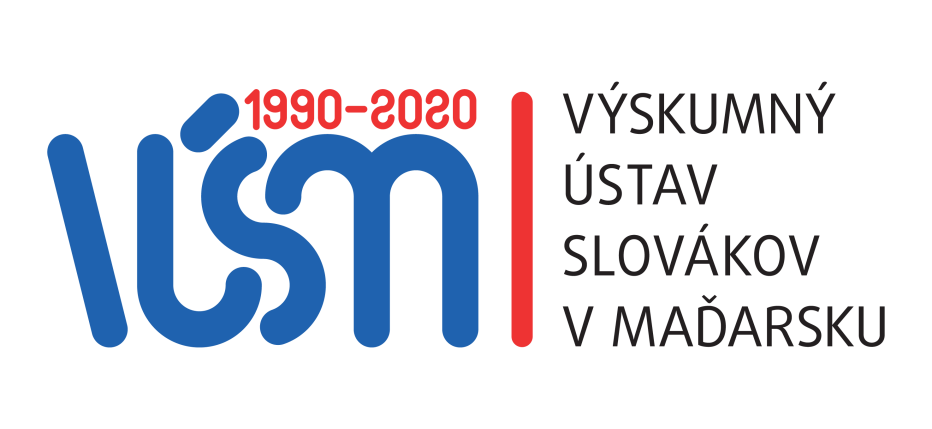 1990-2020
VÚSM
VÝSKUMNÝ
ÚSTAV
SLOVÁKOV
V MAĎARSKU